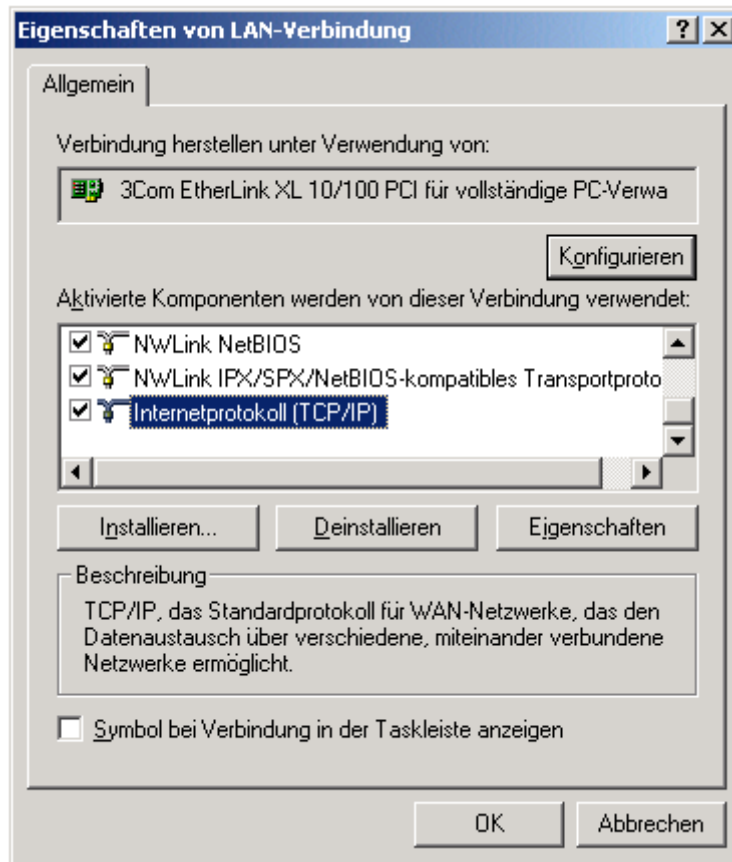 Eigenschaften von LAN-Verbindung
Allgemein
Verbindung herstellen unter Verwendung von:
3Com EtherLink XL 10/100 PCI für vollständige PC-Verwa
Konfigurieren
Aktivierte Komponenten werden von dieser Verbindung verwendet:
NWLink NetBIOS
NWLink IPX/SPX/NetBIOS-kompatibles Transportproto
Internetprotokoll (TCP/IP)
Installieren... Deinstallieren Eigenschaften
Beschreibung
TCP/IP, das Standardprotokoll für WAN-Netzwerke, das den
Datenaustausch über verschiedene, miteinander verbundene
Netzwerke ermöglicht.
Symbol bei Verbindung in der Taskleiste anzeigen
OK Abbrechen